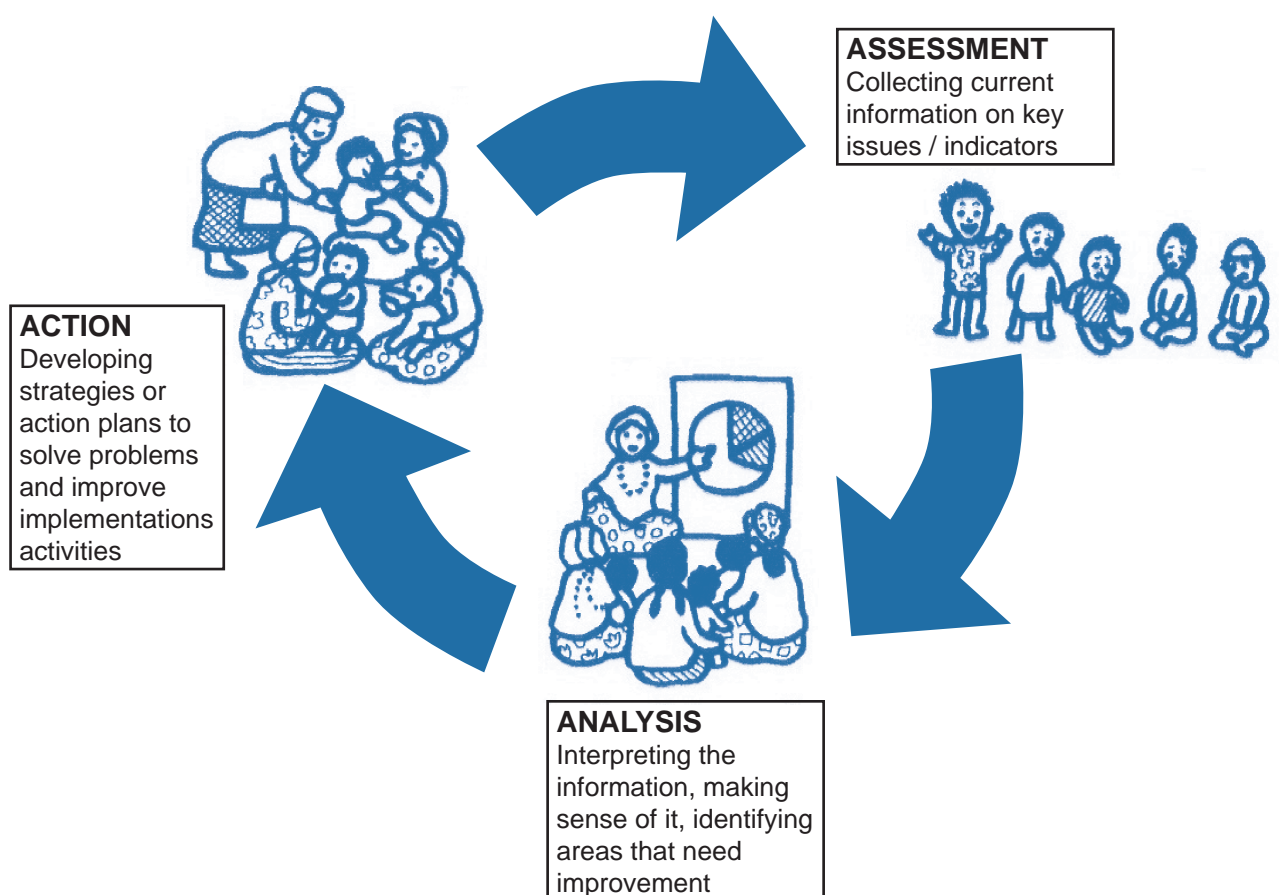 ASSESSMENT
Collecting current
information on key
issues / indicators
ACTION
Developing
strategies or
action plans to
solve problems
and improve
implementations
activities
ANALYSIS
Interpreting the
information, making
sense of it, identifying
areas that need
improvement